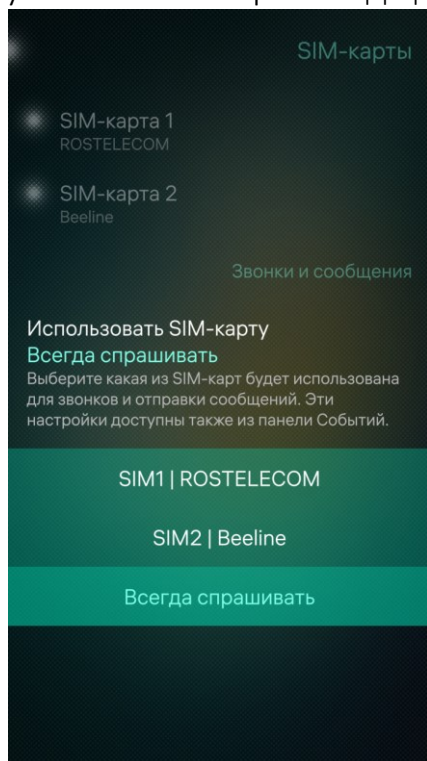 SIM-карты
SIM-карта 1
ROSTELECOM
SIM-карта 2
Beeline
Звонки и сообщения
Использовать SIM-карту
Всегда спрашивать
Выберите какая из SIM-карт будет использована
для звонков и отправки сообщений. Эти
настройки доступны также из панели Событий.
SIM1 | ROSTELECOM
SIM2 | Beeline
Всегда спрашивать